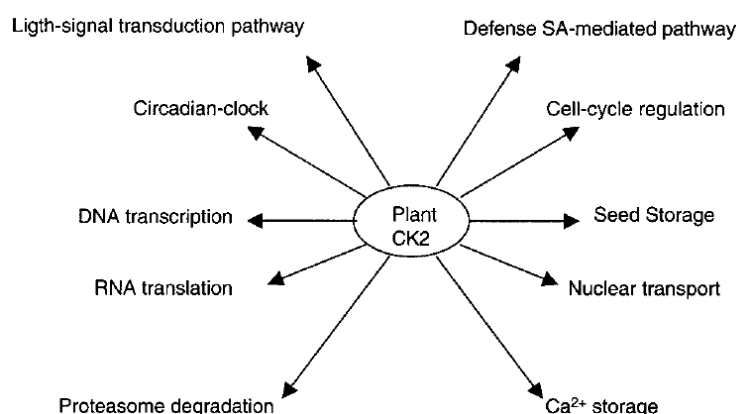 Ligth-signal transduction pathway
Defense SA-mediated pathway
Circadian-clock
Cell-cycle regulation
DNA transcription
Plant
CK2
Seed Storage
RNA translation
Nuclear transport
Proteasome degradation
Ca²⁺ storage